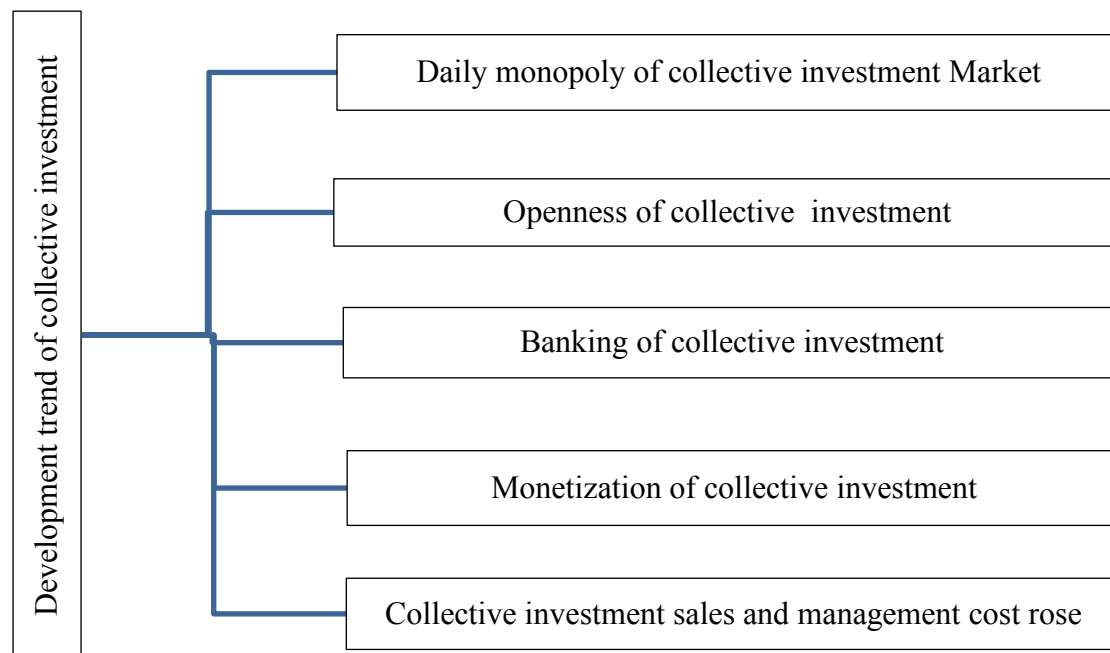 Development trend of collective investment
Daily monopoly of collective investment Market
Openness of collective investment
Banking of collective investment
Monetization of collective investment
Collective investment sales and management cost rose